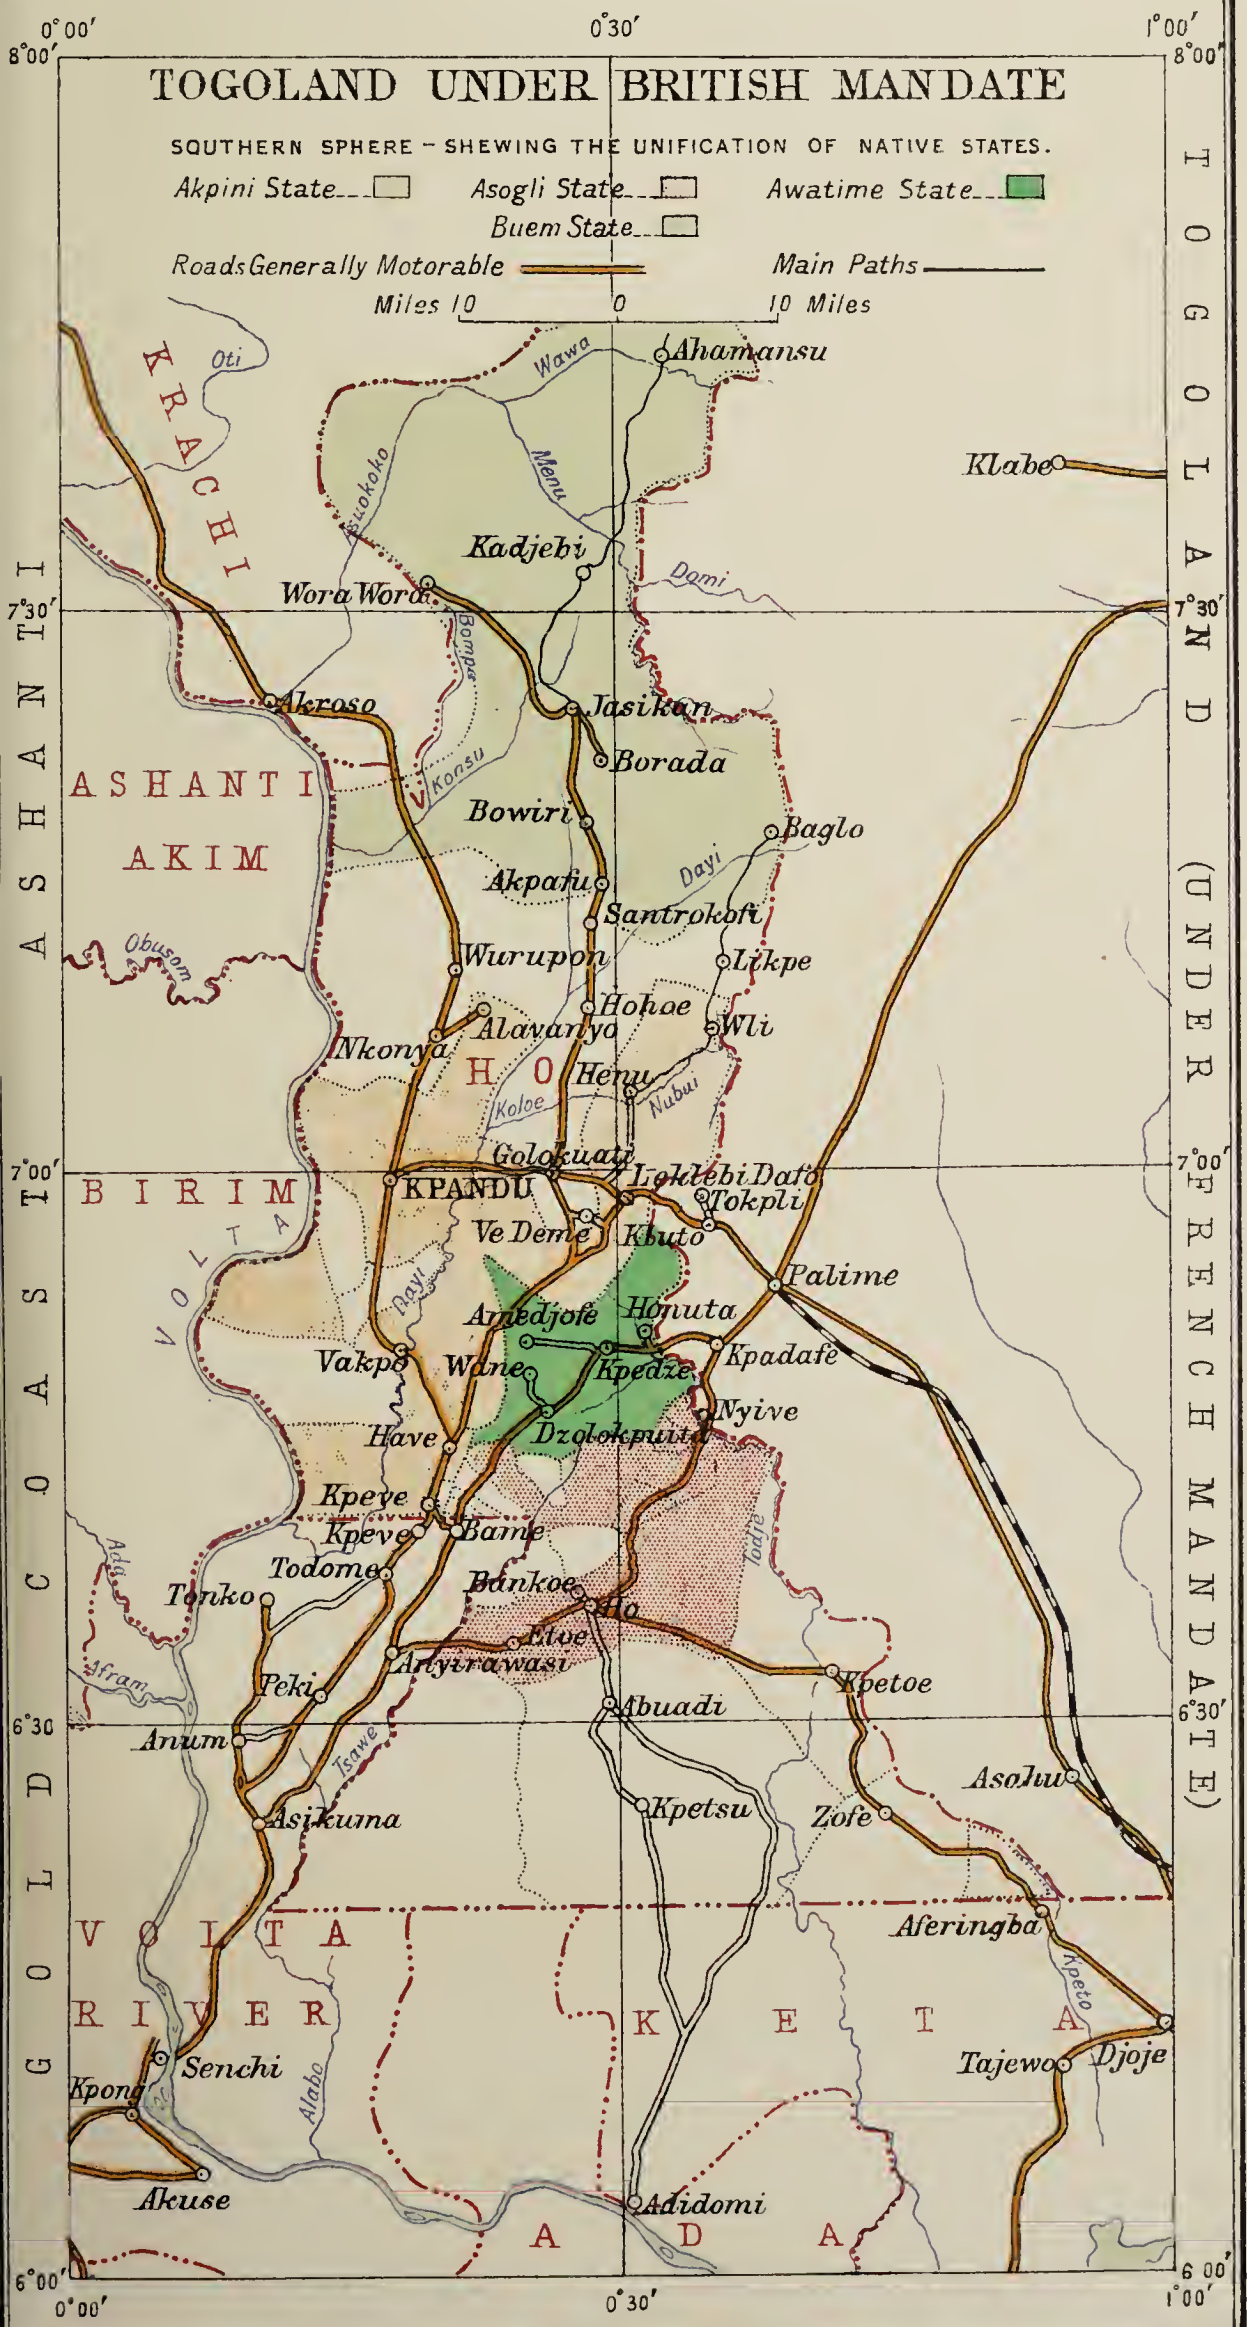 0°00′ 0°30′ 1°00′
8°00′ 8°00′
TOGOLAND UNDER BRITISH MANDATE
SOUTHERN SPHERE – SHEWING THE UNIFICATION OF NATIVE STATES.
Akpini State Asogli State Awatime State
Buem State
Roads Generally Motorable Main Paths
Miles 10 0 10 Miles
TOGOLAND (UNDER FRENCH MANDATE)
KRACHI
Oti
Wawa
Ahamansu
Asuokoko
Menu
Klabe
Kadjebi
Domi
Wora Wora
7°30′ 7°30′
Bompa
ASHANTI
Akroso
Jasikan
Konsu
Borada
ASHANTI
AKIM
Bowiri
Baglo
Dayi
Akpafu
Santrokofi
Obusom
Wurupon
Likpe
Hohoe
Alavanyo
Wli
Nkonya
HO
Henu
Koloe
Nubui
Golokuati
7°00′ 7°00′
BIRIM
KPANDU
Leklebi Dafo
Tokpli
VOLTA
Ve Deme
Kbuto
Dayi
Palime
Amedjofe
Honuta
Vakpo
Wane
Kpedze
Kpadafe
Nyive
Have
Dzolokpuita
GOLD COAST
Kpeve
Kpeve
Bame
Todje
Ada
Todome
Tonko
Bankoe
Ho
Etoe
Anyirawasi
Afram
Peki
Kpetoe
Abuadi
6°30 6°30′
Anum
Tsawe
Asahu
Kpetsu
Zofe
Asikuma
VOLTA
RIVER
Aferingba
Kpeto
KETA
Senchi
Tajewo
Djoje
Kpong
Alabo
Akuse
Adidomi
ADA
6°00′ 6 00′
0°00′ 0°30′ 1°00′